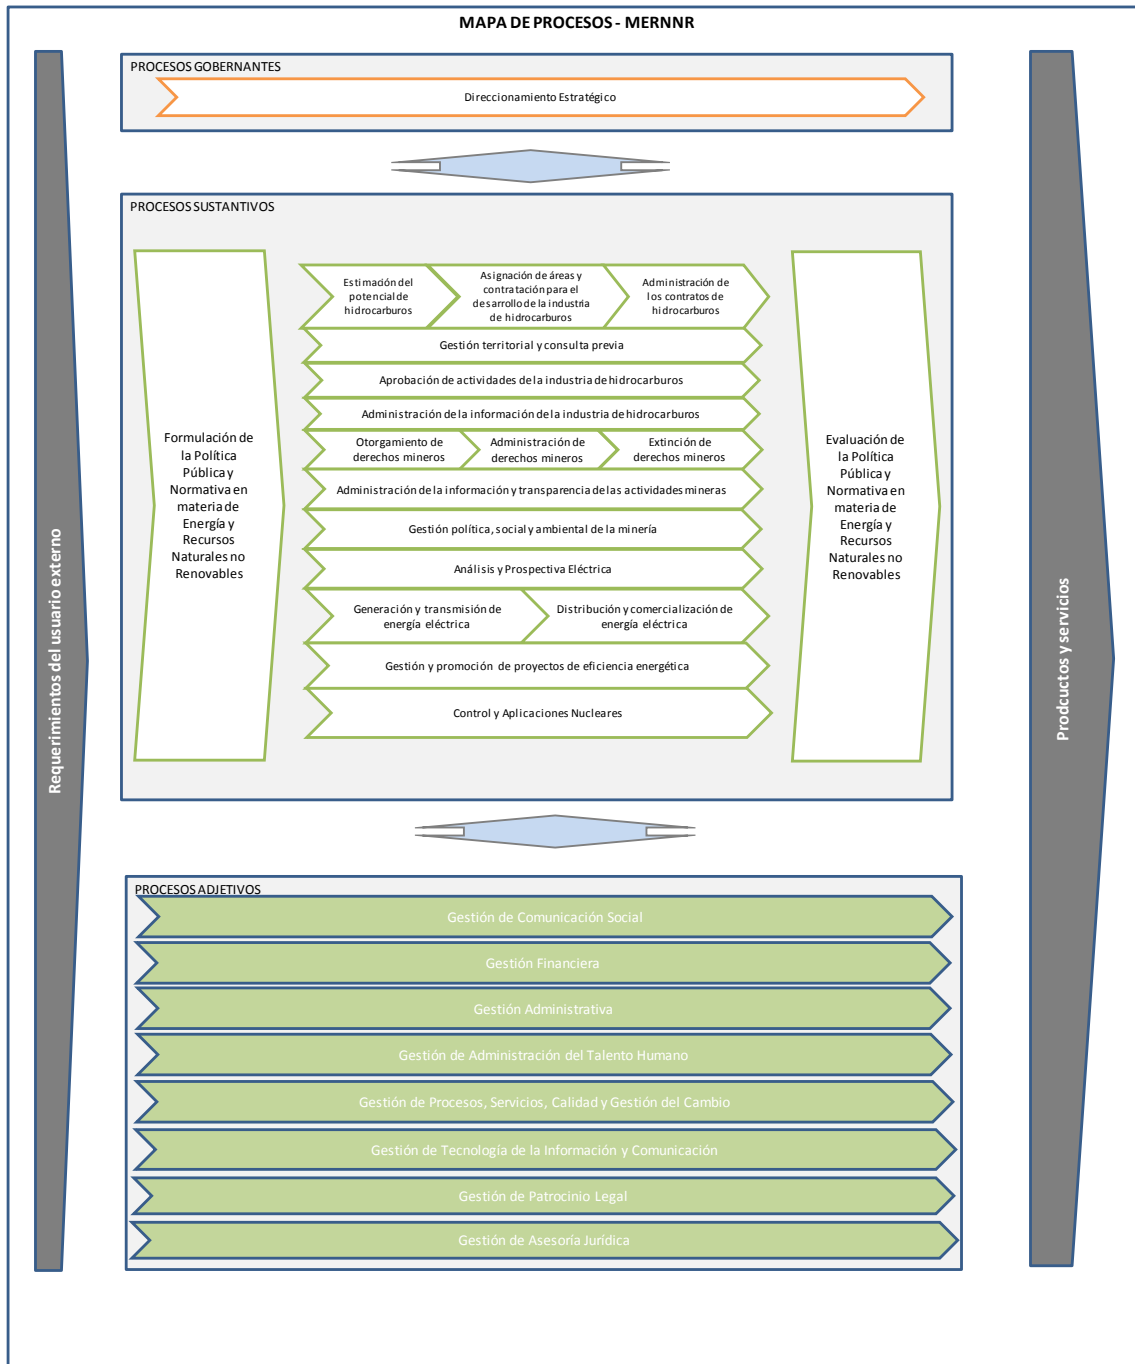 MAPA DE PROCESOS - MERNNR
PROCESOS GOBERNANTES
Direccionamiento Estratégico
Requerimientos del usuario externo
PROCESOS SUSTANTIVOS
Formulación de
la Política
Pública y
Normativa en
materia de
Energía y
Recursos
Naturales no
Renovables
Estimación del
potencial de
hidrocarburos
Asignación de áreas y
contratación para el
desarrollo de la industria
de hidrocarburos
Administración de
los contratos de
hidrocarburos
Gestión territorial y consulta previa
Aprobación de actividades de la industria de hidrocarburos
Administración de la información de la industria de hidrocarburos
Otorgamiento de
derechos mineros
Administración de
derechos mineros
Extinción de
derechos mineros
Administración de la información y transparencia de las actividades mineras
Gestión política, social y ambiental de la minería
Análisis y Prospectiva Eléctrica
Generación y transmisión de
energía eléctrica
Distribución y comercialización de
energía eléctrica
Gestión y promoción de proyectos de eficiencia energética
Control y Aplicaciones Nucleares
Evaluación de
la Política
Pública y
Normativa en
materia de
Energía y
Recursos
Naturales no
Renovables
Prodcuctos y servicios
PROCESOS ADJETIVOS
Gestión de Comunicación Social
Gestión Financiera
Gestión Administrativa
Gestión de Administración del Talento Humano
Gestión de Procesos, Servicios, Calidad y Gestión del Cambio
Gestión de Tecnología de la Información y Comunicación
Gestión de Patrocinio Legal
Gestión de Asesoría Jurídica